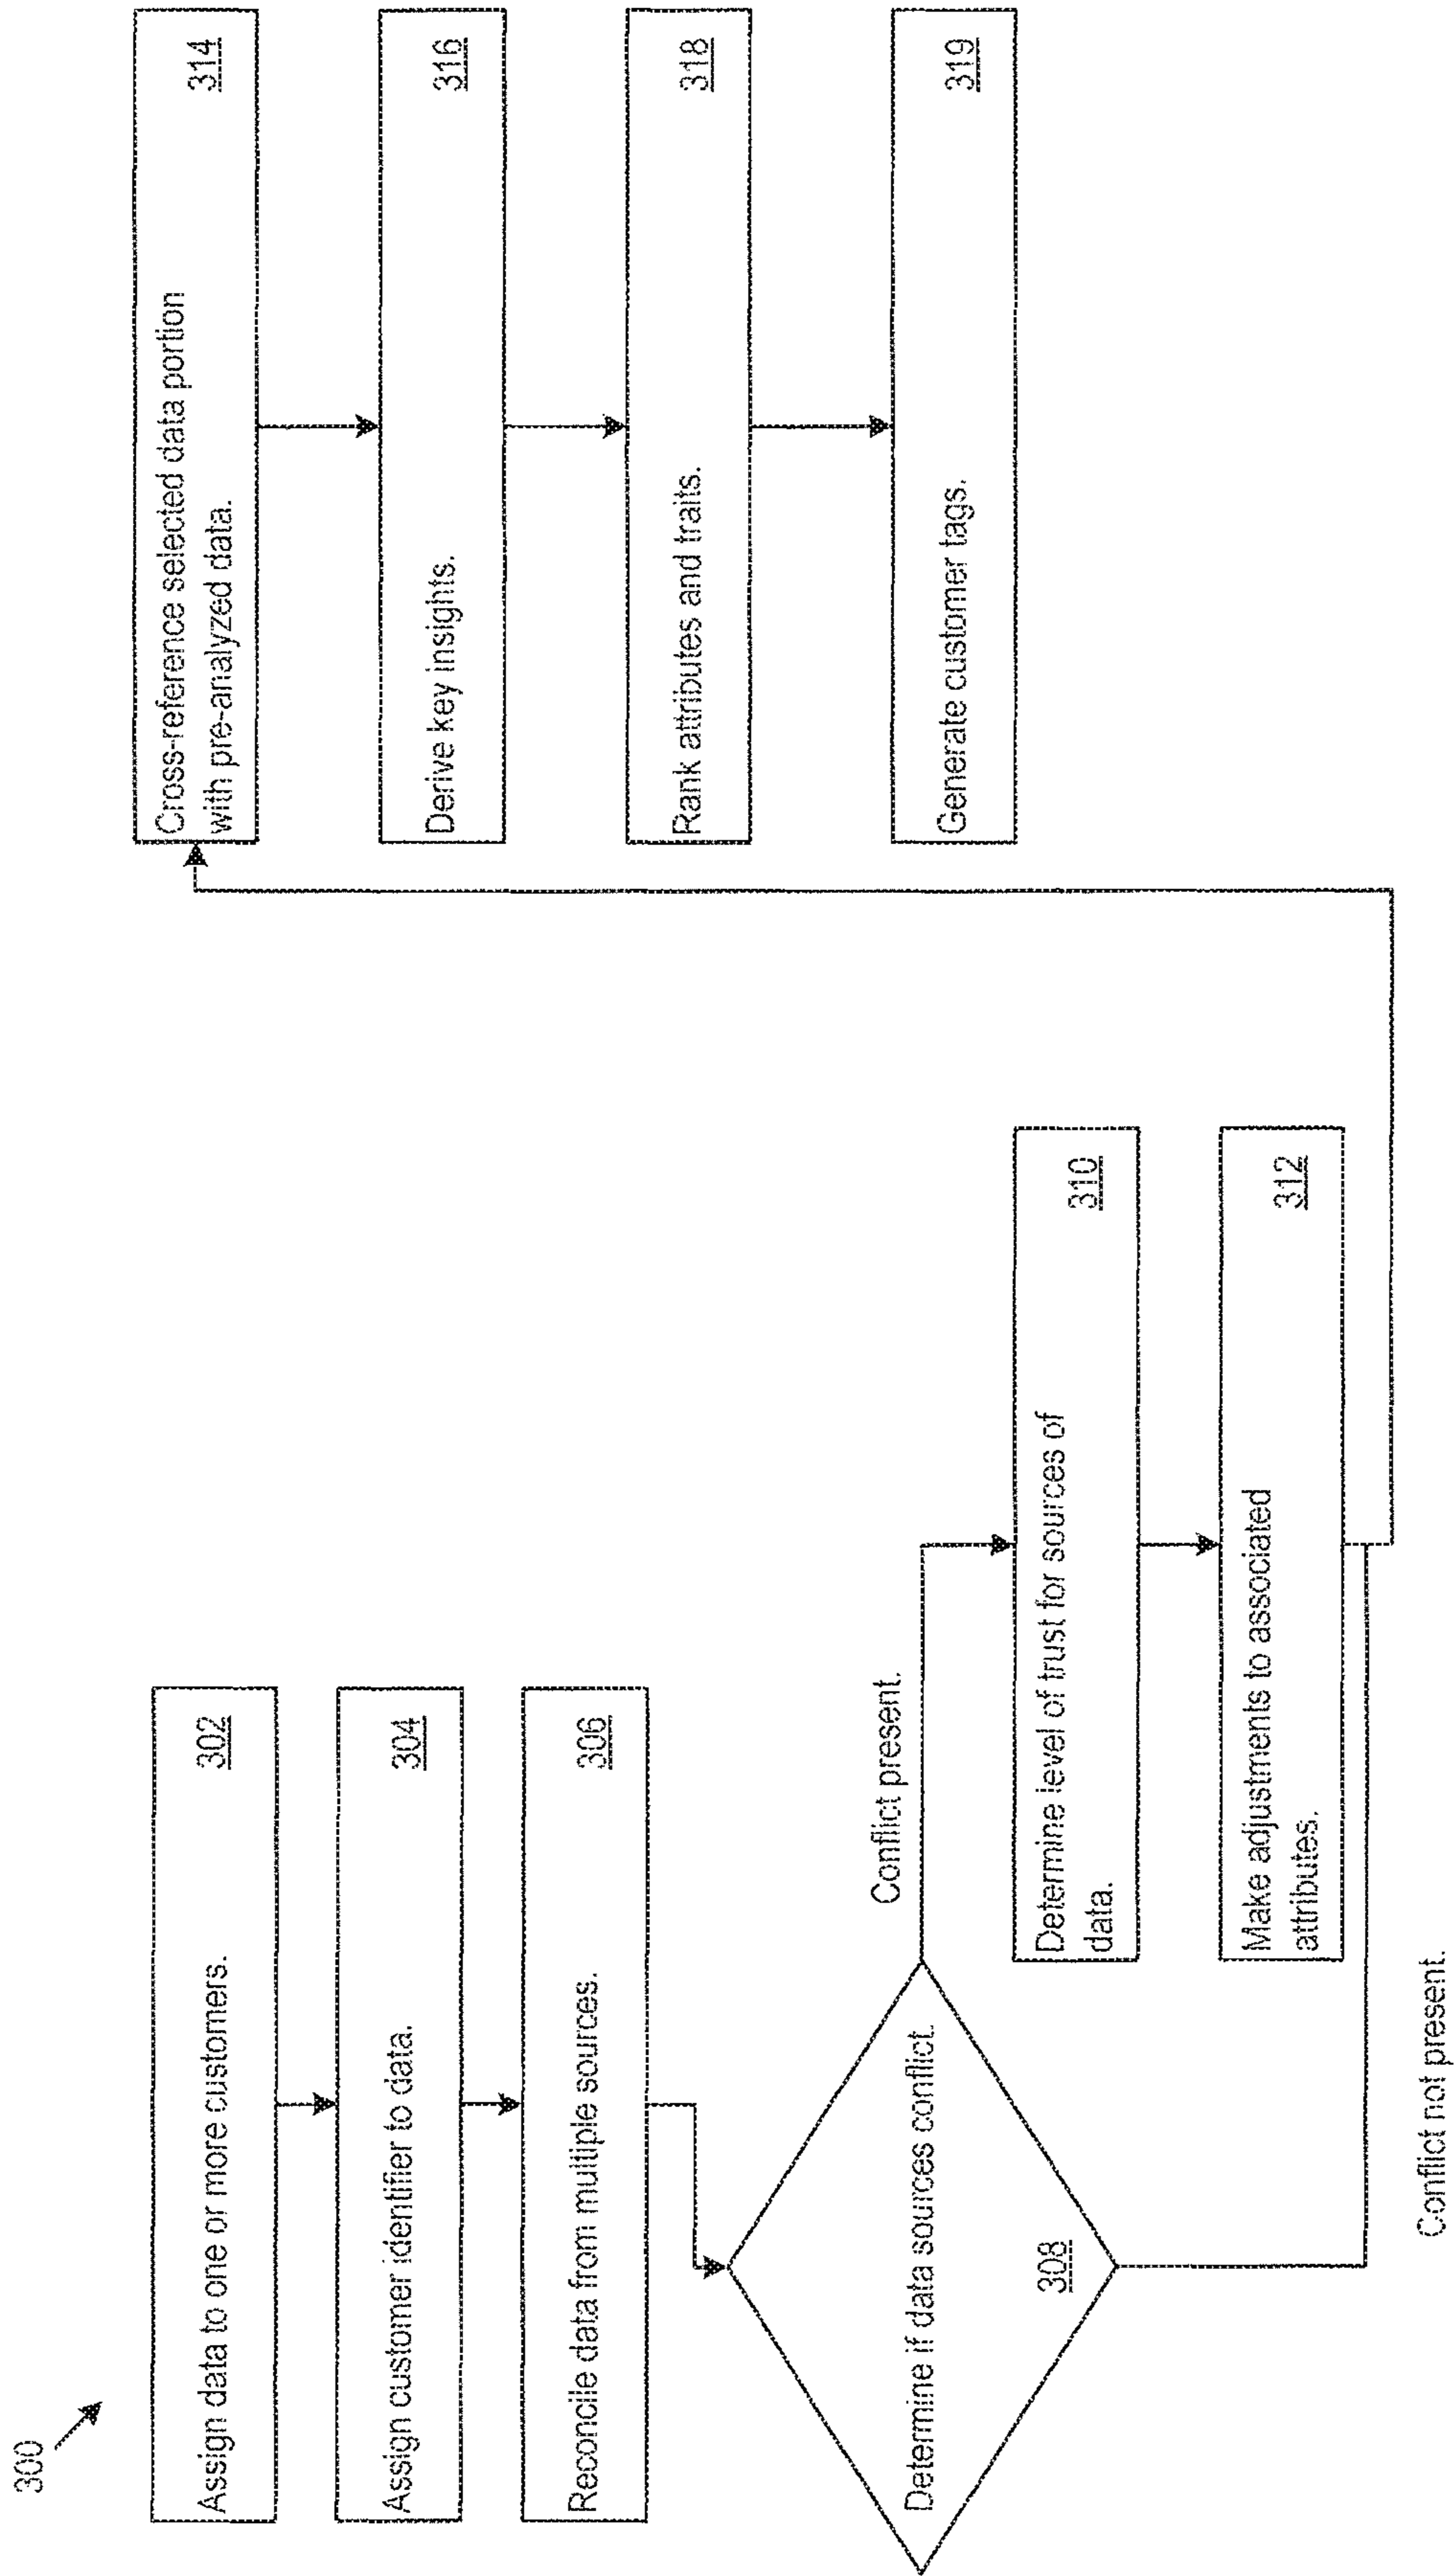 300
Assign data to one or more customers.
302
Assign customer identifier to data.
304
Reconcile data from multiple sources.
306
Determine if data sources conflict.
308
Conflict present.
Conflict not present.
Determine level of trust for sources of
data.
310
Make adjustments to associated
attributes.
312
Cross-reference selected data portion
with pre-analyzed data.
314
Derive key insights.
316
Rank attributes and traits.
318
Generate customer tags.
319